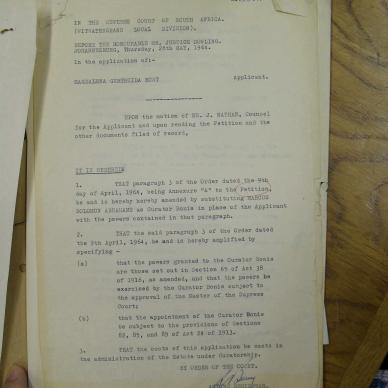 IN THE SUPREME COURT OF SOUTH AFRICA.
(WITWATERSRAND LOCAL DIVISION).
BEFORE THE HONOURABLE MR. JUSTICE DOWLING.
JOHANNESBURG, Thursday, 28th MAY, 1964.
In the application of:-
MAGDALENA GERTRUIDA Applicant.
UPON the motion of MR. J. NATHAN, Counsel
for the Applicant and upon reading the Petition and the
other documents filed of record,
IT IS ORDERED:
1. THAT paragraph 3 of the Order dated the 9th
day of April, 1964, being Annexure "A" to the Petition,
be and is hereby amended by substituting MARCUS
SOLOMON ABRAHAMS as Curator Bonis in place of the Applicant
with the powers contained in that paragraph.
2. THAT the said paragraph 3 of the Order dated
the 9th April, 1964, be and is hereby amplified by
specifying -
(a) that the powers granted to the Curator Bonis
are those set out in Section 65 of Act 38
of 1916, as amended, and that the powers be
exercised by the Curator Bonis subject to
the approval of the Master of the Supreme
Court;
(b) that the appointment of the Curator Bonis
be subject to the provisions of Sections
82, 83, and 85 of Act 24 of 1913.
3. THAT the costs of this application be costs in
the administration of the Estate under Curatorship.
BY ORDER OF THE COURT.
REGISTRAR.